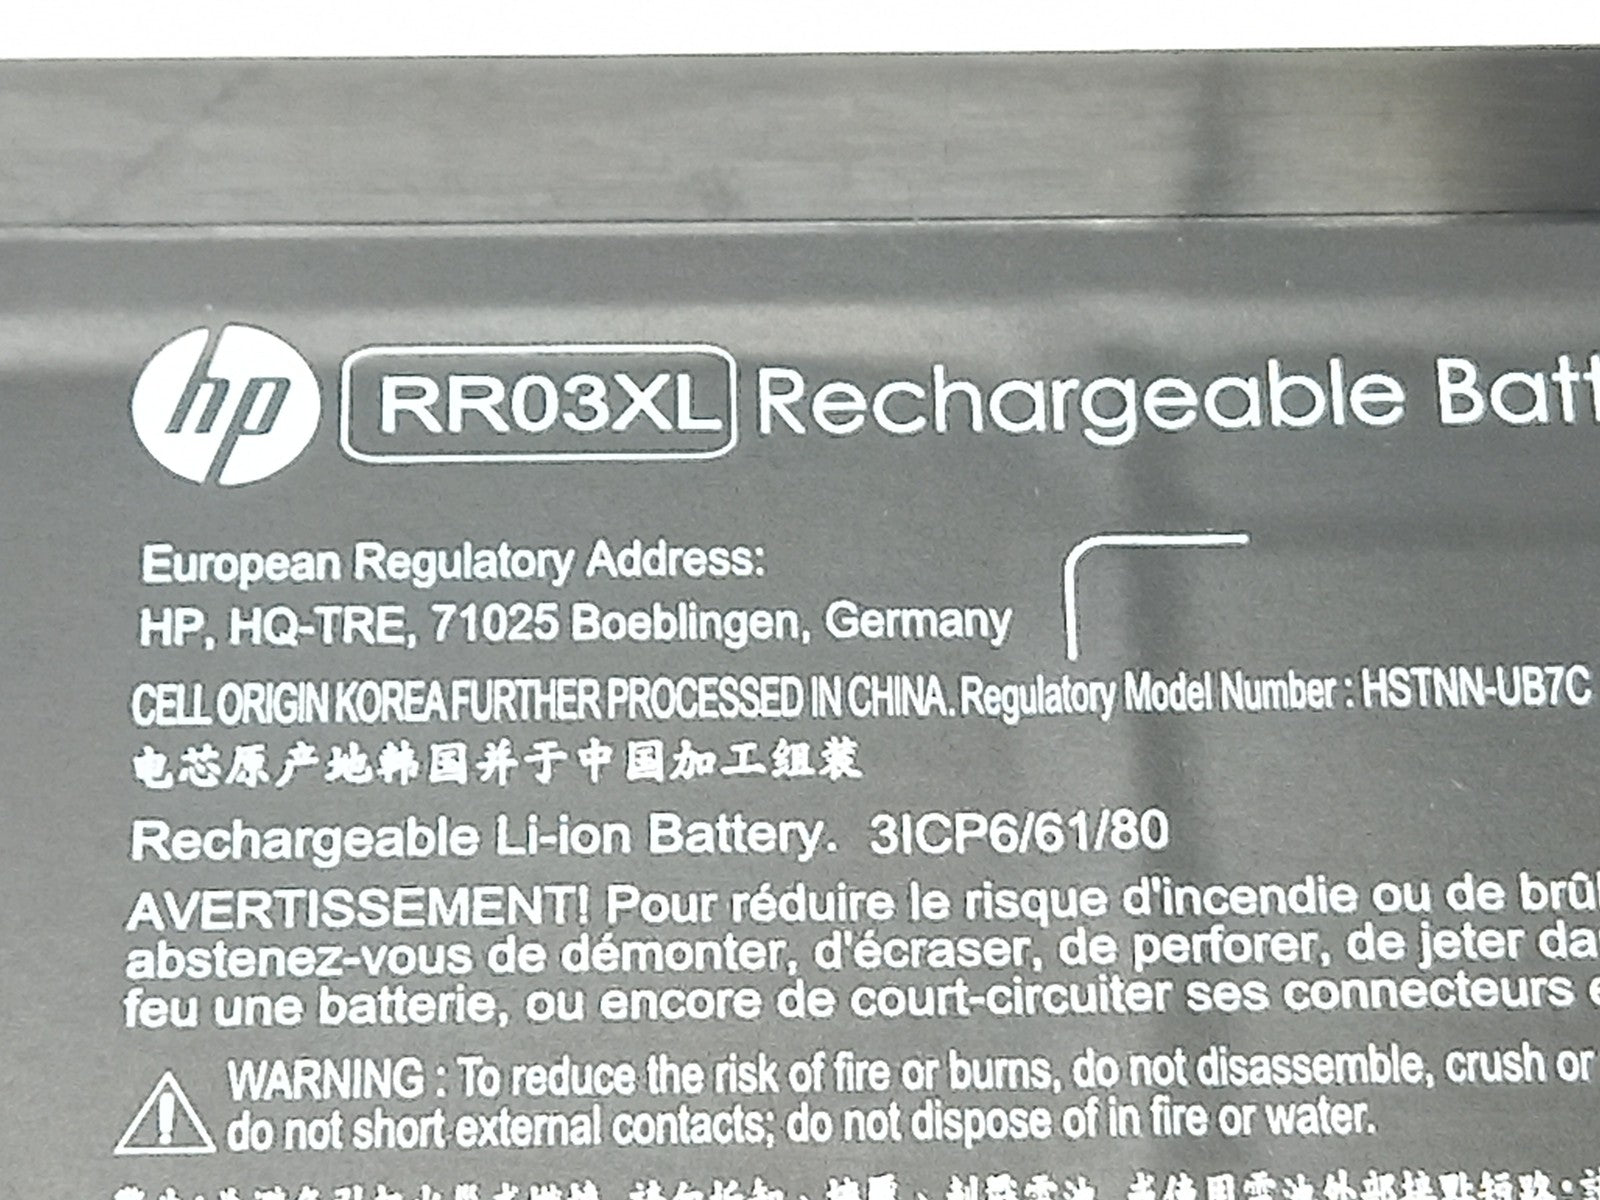 hp RR03XL Rechargeable Batt
European Regulatory Address:
HP, HQ-TRE, 71025 Boeblingen, Germany
CELL ORIGIN KOREA FURTHER PROCESSED IN CHINA. Regulatory Model Number : HSTNN-UB7C
电芯原产地韩国并于中国加工组装
Rechargeable Li-ion Battery. 3ICP6/61/80
AVERTISSEMENT! Pour réduire le risque d'incendie ou de brûl
abstenez-vous de démonter, d'écraser, de perforer, de jeter da
feu une batterie, ou encore de court-circuiter ses connecteurs e
WARNING : To reduce the risk of fire or burns, do not disassemble, crush or
do not short external contacts; do not dispose of in fire or water.